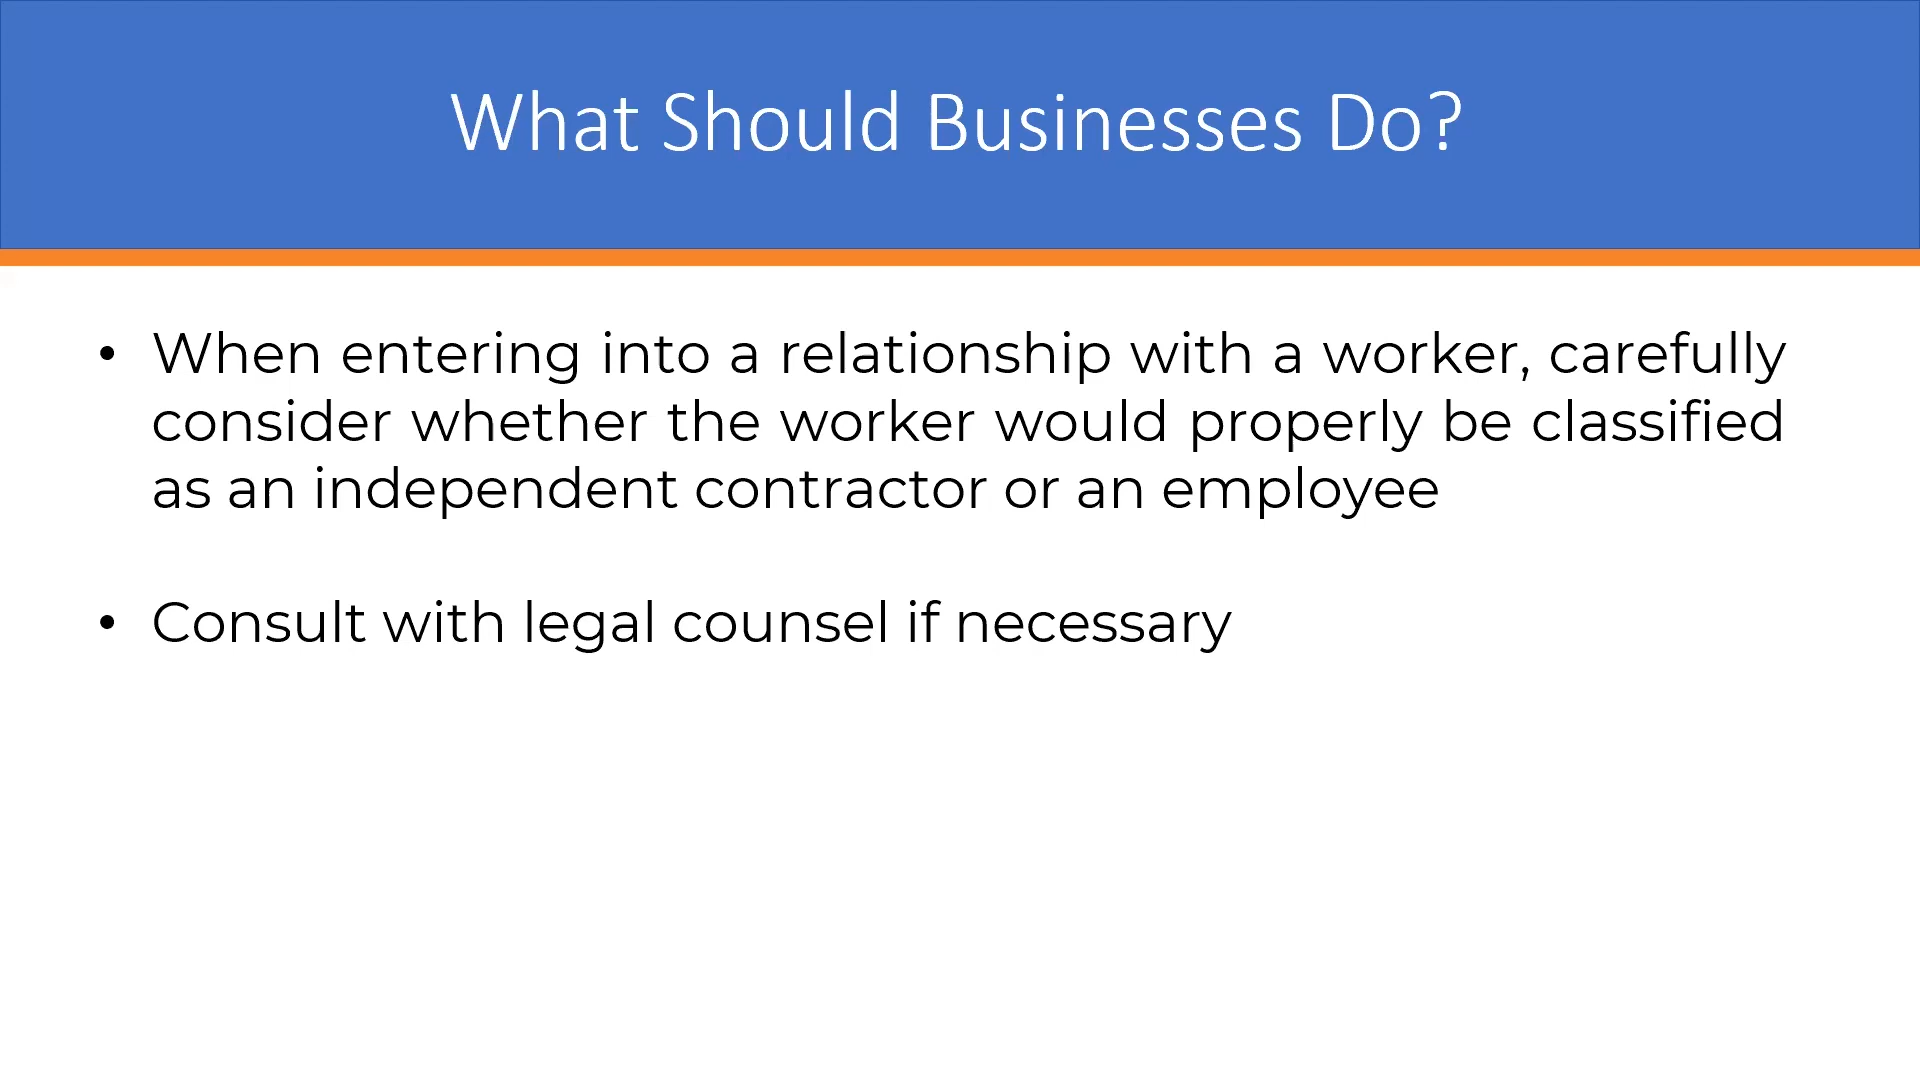 What Should Businesses Do?
• When entering into a relationship with a worker, carefully
consider whether the worker would properly be classified
as an independent contractor or an employee
• Consult with legal counsel if necessary